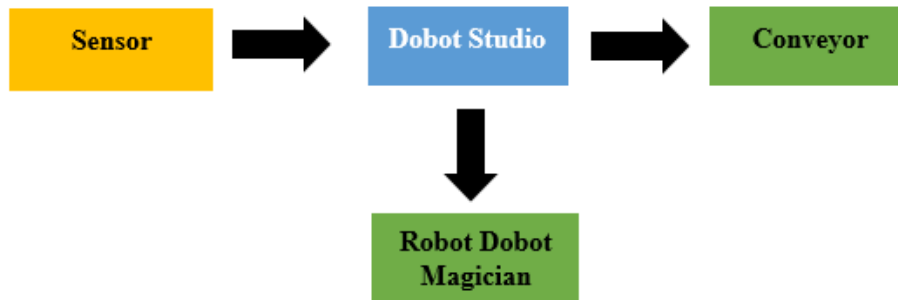 Sensor
Dobot Studio
Conveyor
Robot Dobot
Magician